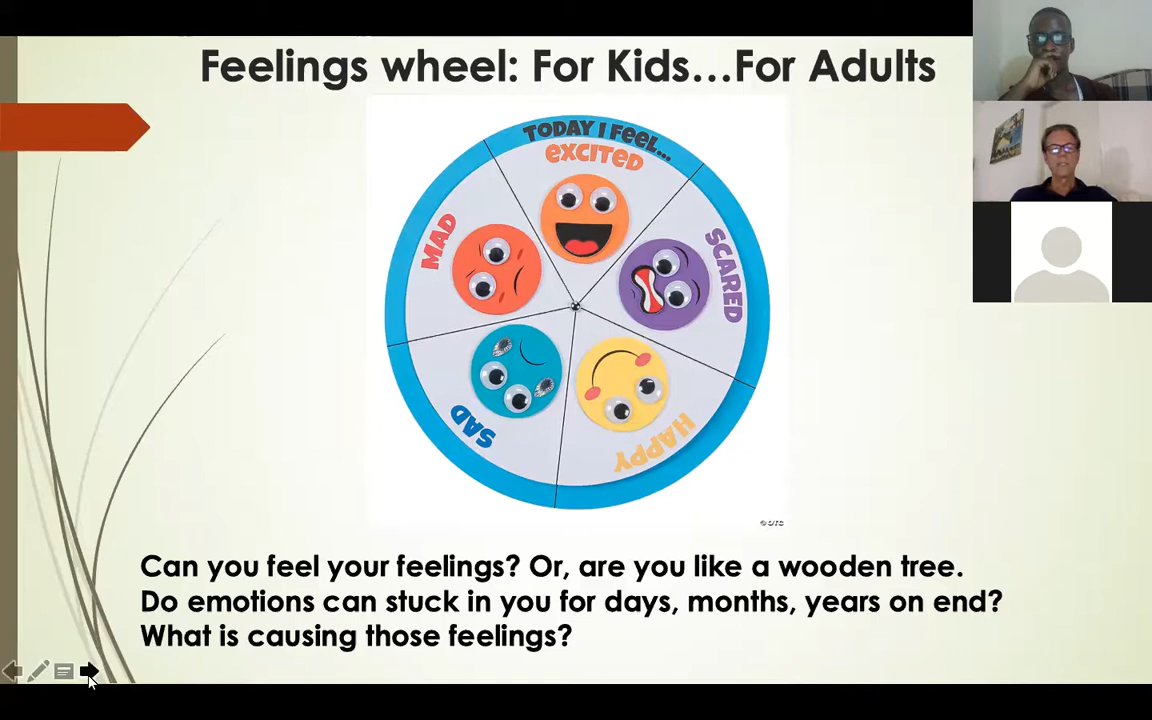 Feelings wheel: For Kids...For Adults
TODAY I FEEL...
EXCITED
MAD
SCARED
SAD
HAPPY
© OTC
Can you feel your feelings? Or, are you like a wooden tree.
Do emotions can stuck in you for days, months, years on end?
What is causing those feelings?